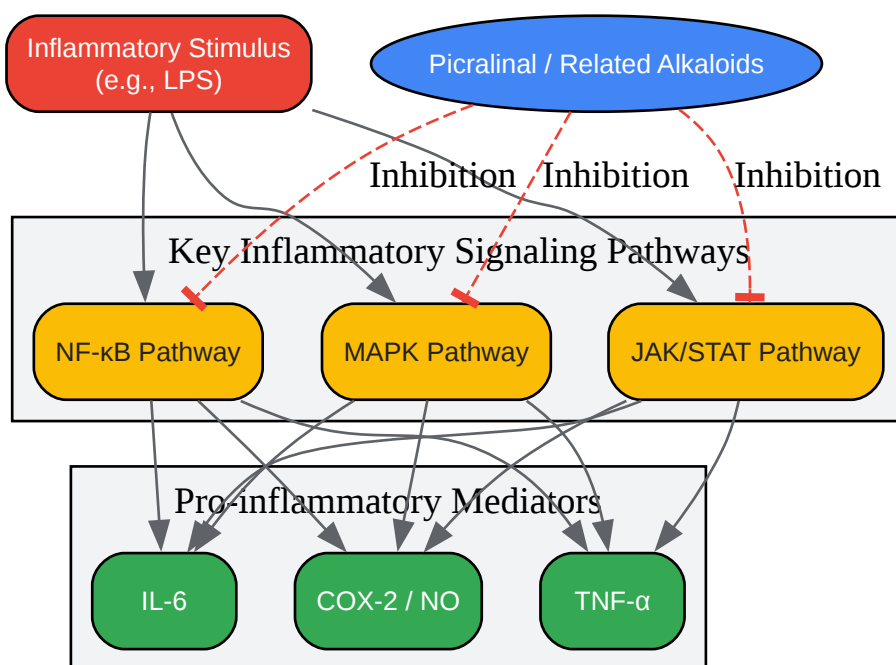 Inflammatory Stimulus
(e.g., LPS)
Picralinal / Related Alkaloids
Inhibition
Inhibition
Inhibition
Key Inflammatory Signaling Pathways
NF-κB Pathway
MAPK Pathway
JAK/STAT Pathway
Pro-inflammatory Mediators
IL-6
COX-2 / NO
TNF-α